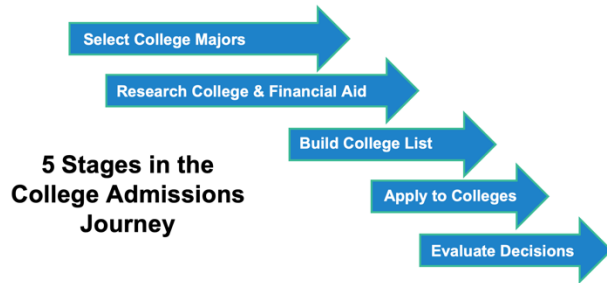 Select College Majors
Research College & Financial Aid
Build College List
5 Stages in the
College Admissions
Journey
Apply to Colleges
Evaluate Decisions